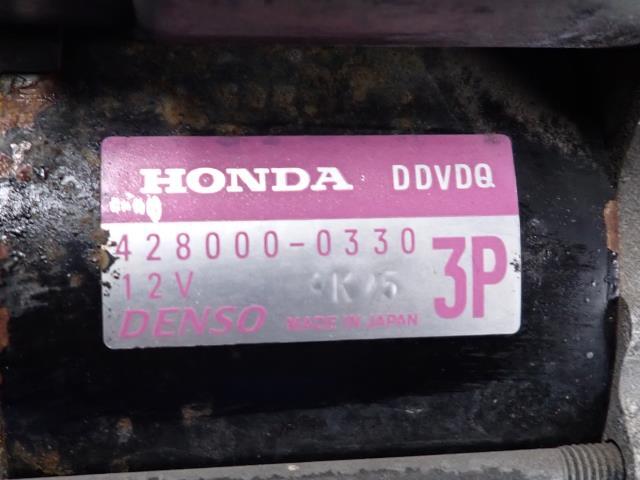 HONDA DDVDQ
428000-0330
12V 3P
DENSO MADE IN JAPAN